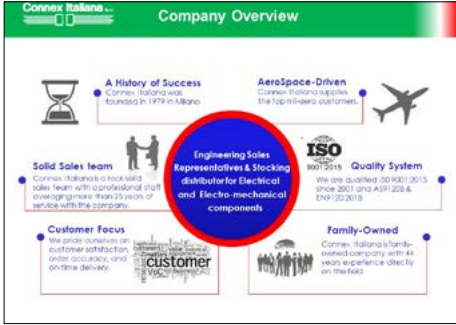 Connex Italiana s.r.l.
Company Overview
A History of Success
Connex Italiana was
founded in 1979 in Milano
AeroSpace-Driven
Connex Italiana supplies
the top mil-aero customers.
Solid Sales team
Connex Italiana is a rock-solid
sales team with a professional staff
averaging more than 25 years of
service with the company.
Engineering Sales
Representatives & Stocking
distributor for Electrical
and Electro-mechanical
components
ISO
9001:2015
Quality System
We are qualified ISO 9001:2015
since 2001 and AS9120B &
EN9120:2018
Customer Focus
We pride ourselves on
customer satisfaction,
order accuracy, and
on-time delivery.
customer
VoC
Family-Owned
Connex Italiana is family-
owned company with 44
years experience directly
on the field